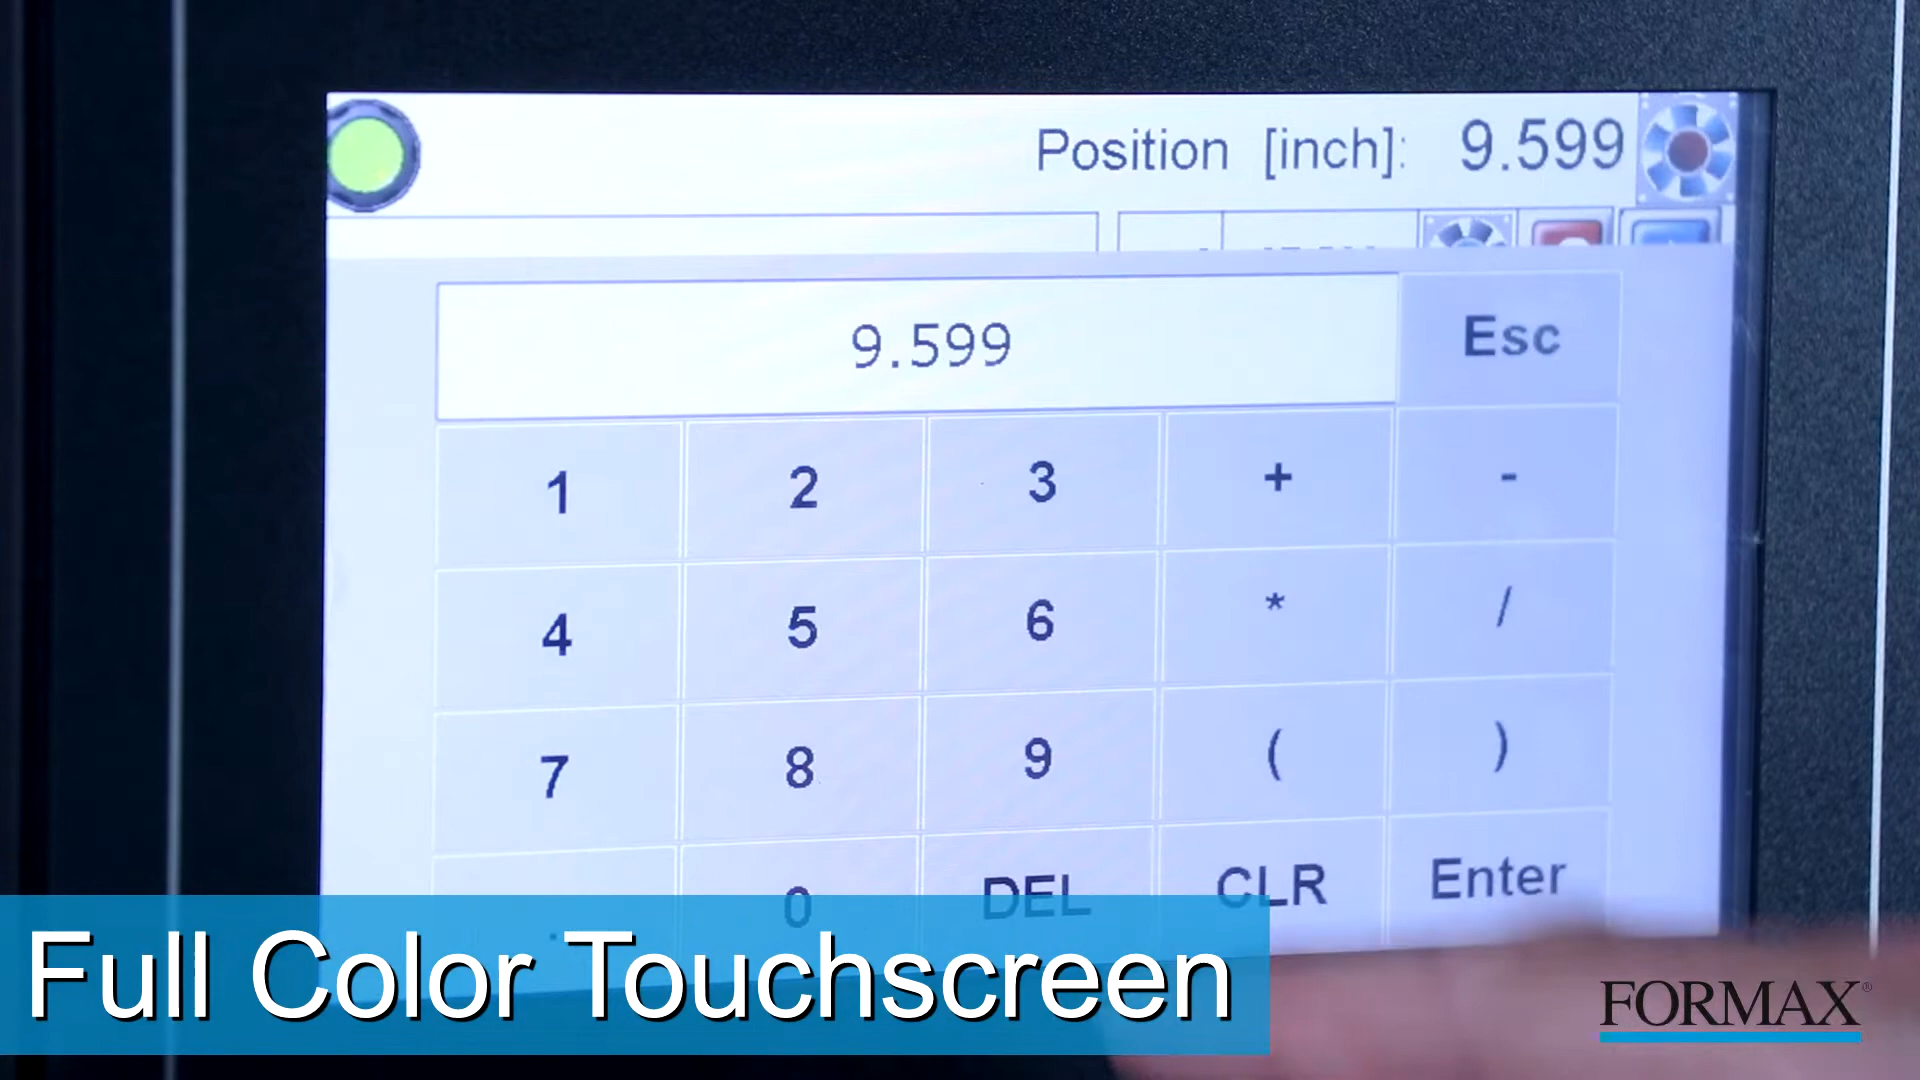 Position [inch]: 9.599
9.599 Esc
1 2 3 + -
4 5 6 * /
7 8 9 ( )
. 0 DEL CLR Enter
Full Color Touchscreen
FORMAX®